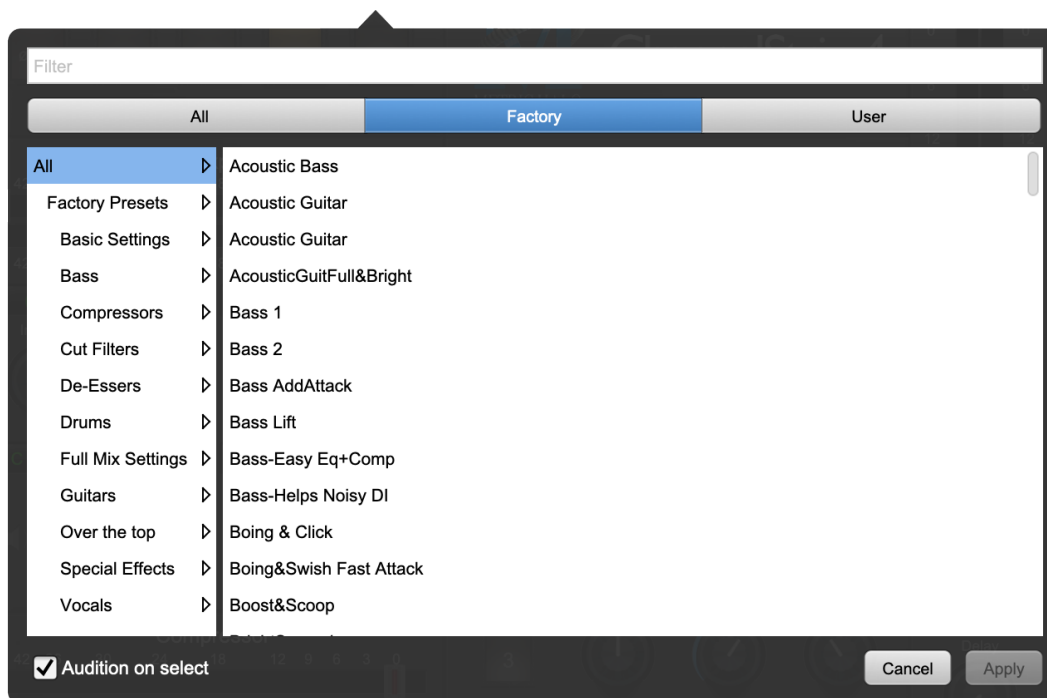 Filter
All Factory User
All
Factory Presets
Basic Settings
Bass
Compressors
Cut Filters
De-Essers
Drums
Full Mix Settings
Guitars
Over the top
Special Effects
Vocals
Acoustic Bass
Acoustic Guitar
Acoustic Guitar
AcousticGuitFull&Bright
Bass 1
Bass 2
Bass AddAttack
Bass Lift
Bass-Easy Eq+Comp
Bass-Helps Noisy DI
Boing & Click
Boing&Swish Fast Attack
Boost&Scoop
Audition on select
Cancel Apply